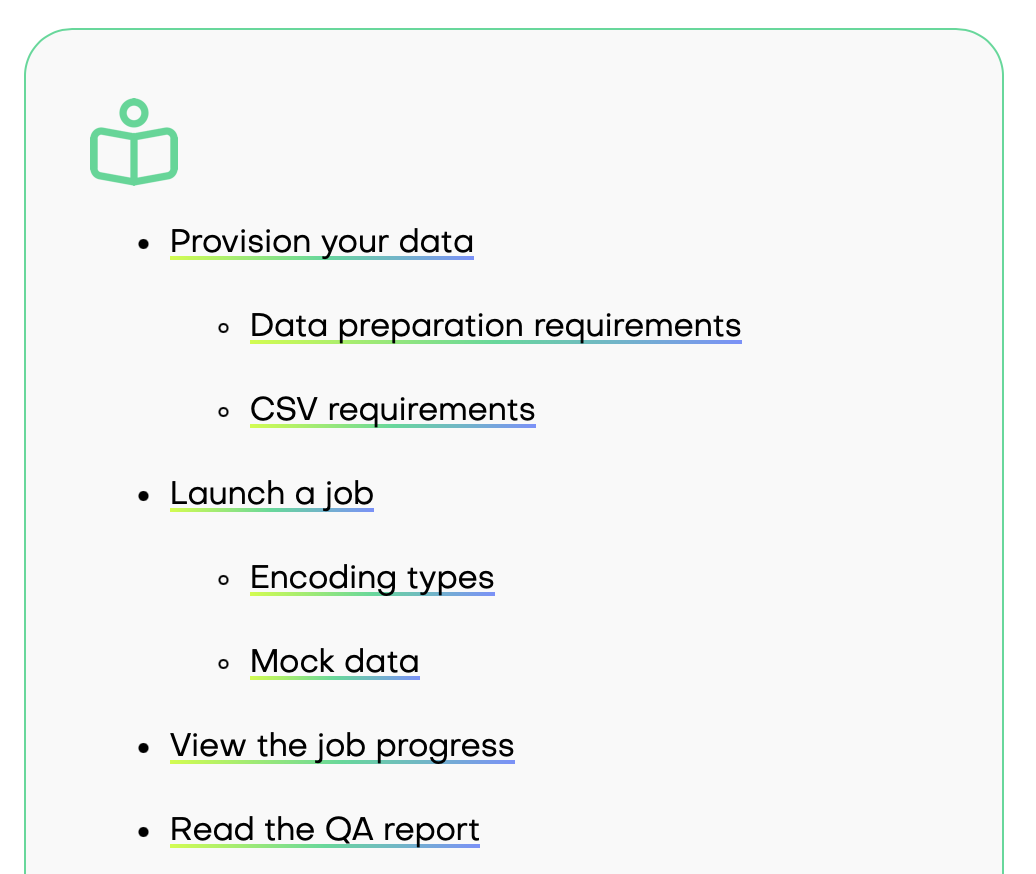 Provision your data
Data preparation requirements
CSV requirements
Launch a job
Encoding types
Mock data
View the job progress
Read the QA report